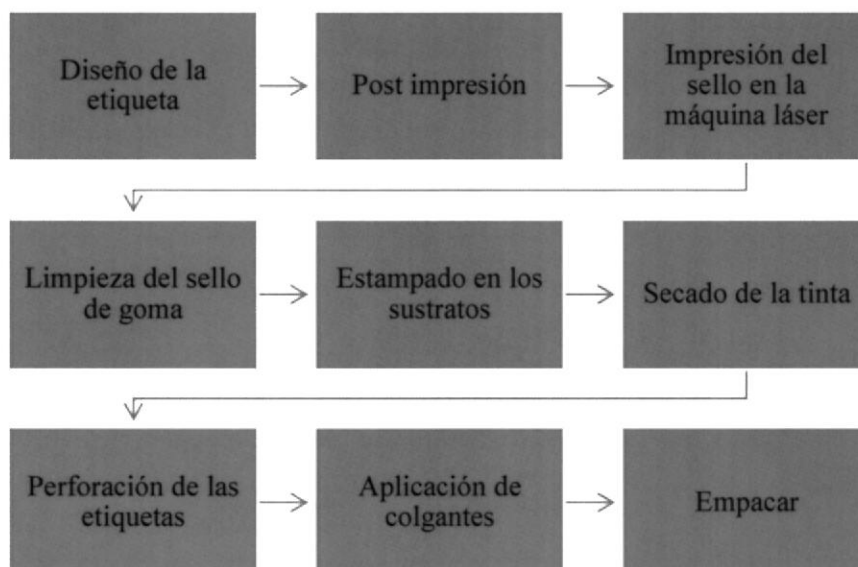 Diseño de la
etiqueta
Post impresión
Impresión del
sello en la
máquina láser
Limpieza del sello
de goma
Estampado en los
sustratos
Secado de la tinta
Perforación de las
etiquetas
Aplicación de
colgantes
Empacar